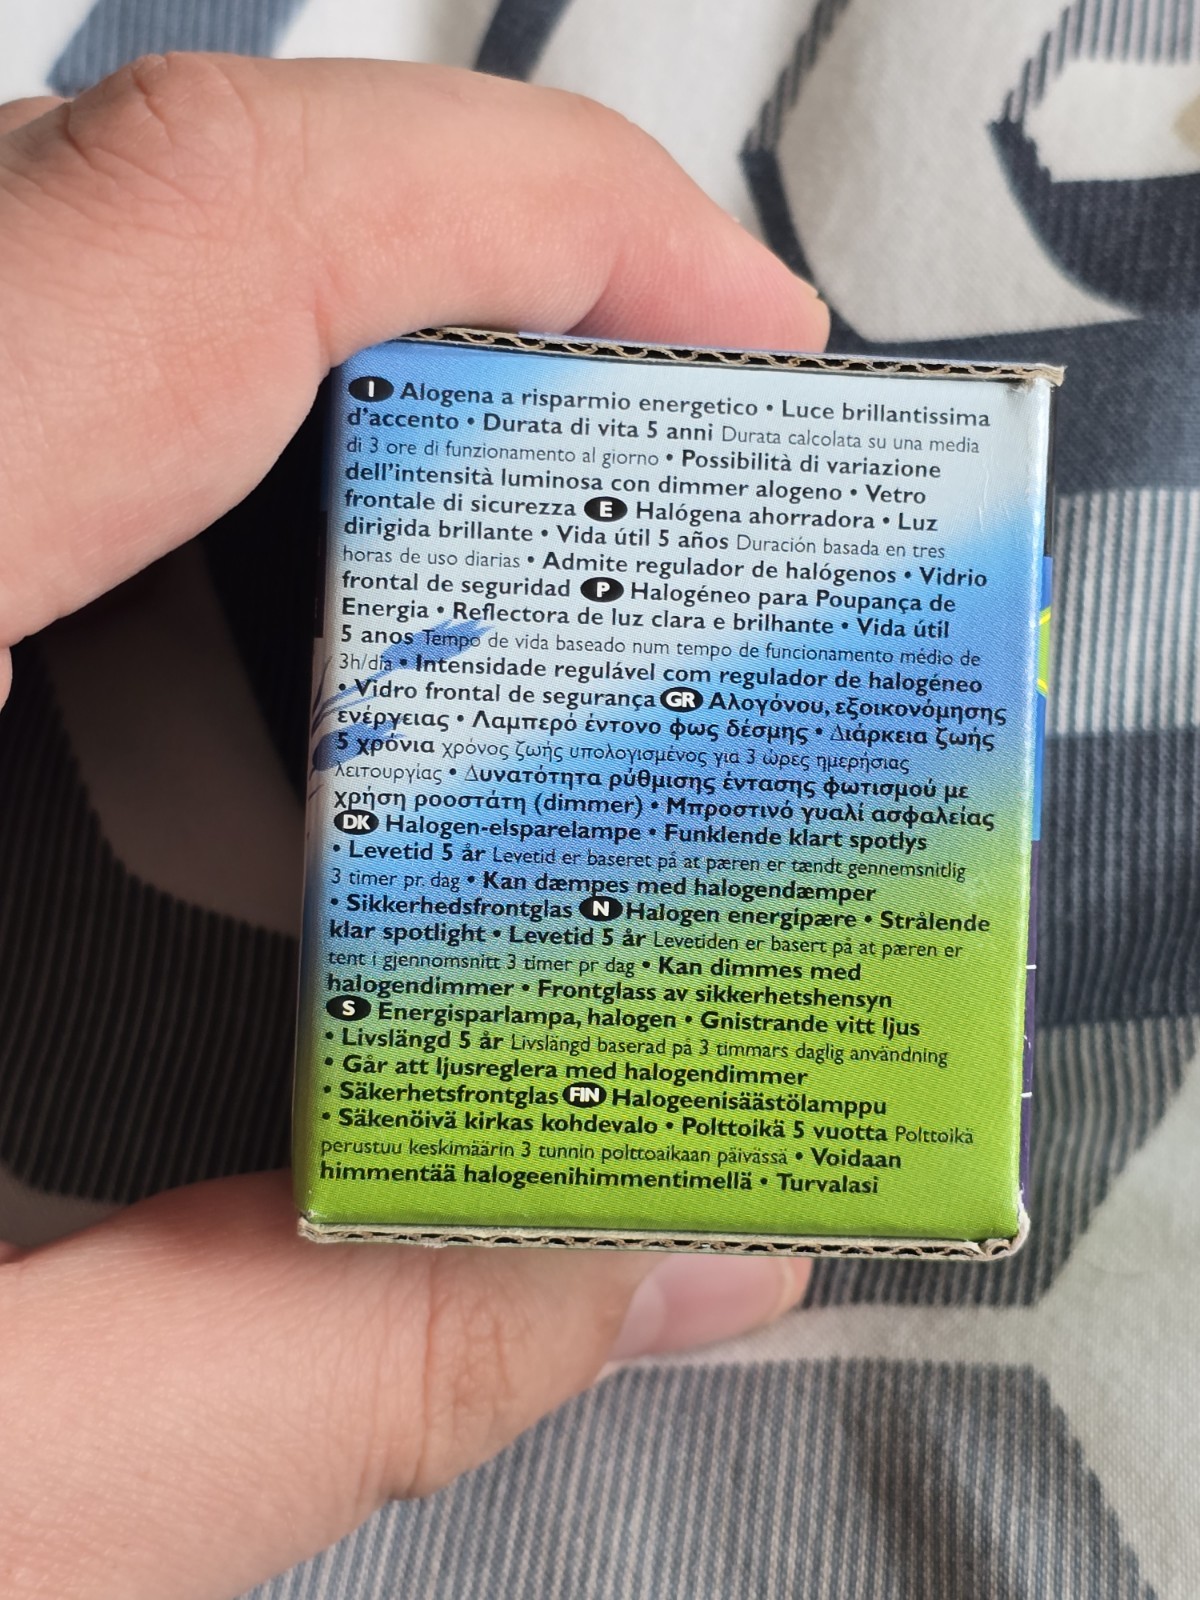 I Alogena a risparmio energetico • Luce brillantissima
d'accento • Durata di vita 5 anni Durata calcolata su una media
di 3 ore di funzionamento al giorno • Possibilità di variazione
dell'intensità luminosa con dimmer alogeno • Vetro
frontale di sicurezza E Halógena ahorradora • Luz
dirigida brillante • Vida útil 5 años Duración basada en tres
horas de uso diarias • Admite regulador de halógenos • Vidrio
frontal de seguridad P Halogéneo para Poupança de
Energia • Reflectora de luz clara e brilhante • Vida útil
5 anos Tempo de vida baseado num tempo de funcionamento médio de
3h/dia • Intensidade regulável com regulador de halogéneo
• Vidro frontal de segurança GR Αλογόνου, εξοικονόμησης
ενέργειας • Λαμπερό έντονο φως δέσμης • Διάρκεια ζωής
5 χρόνια χρόνος ζωής υπολογισμένος για 3 ώρες ημερήσιας
λειτουργίας • Δυνατότητα ρύθμισης έντασης φωτισμού με
χρήση ροοστάτη (dimmer) • Μπροστινό γυαλί ασφαλείας
DK Halogen-elsparelampe • Funklende klart spotlys
• Levetid 5 år Levetid er baseret på at pæren er tændt gennemsnitlig
3 timer pr. dag • Kan dæmpes med halogendæmper
• Sikkerhedsfrontglas N Halogen energipære • Strålende
klar spotlight • Levetid 5 år Levetiden er basert på at pæren er
tent i gjennomsnitt 3 timer pr dag • Kan dimmes med
halogendimmer • Frontglass av sikkerhetshensyn
S Energisparlampa, halogen • Gnistrande vitt ljus
• Livslängd 5 år Livslängd baserad på 3 timmars daglig användning
• Går att ljusreglera med halogendimmer
• Säkerhetsfrontglas FIN Halogeenisäästölamppu
• Säkenöivä kirkas kohdevalo • Polttoikä 5 vuotta Polttoikä
perustuu keskimäärin 3 tunnin polttoaikaan päivässä • Voidaan
himmentää halogeenihimmentimellä • Turvalasi